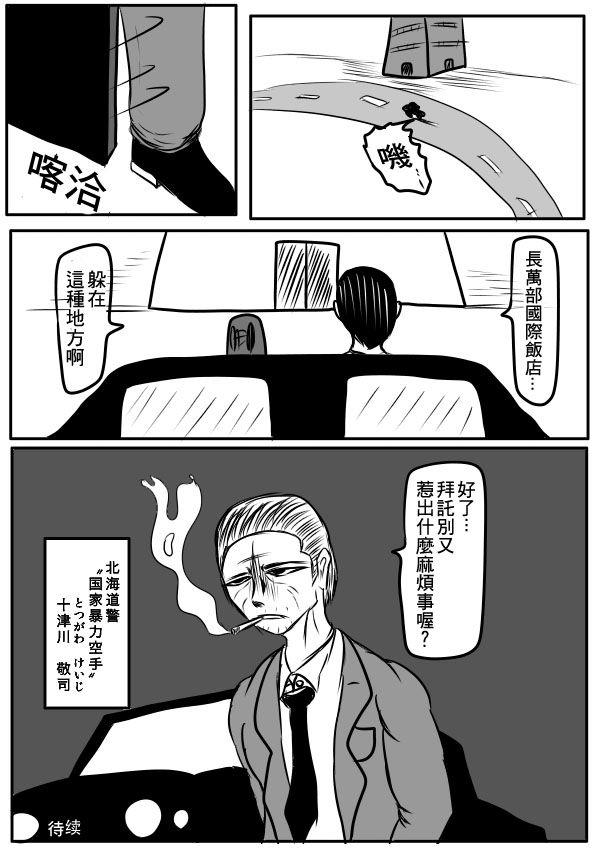 嘰
喀洽
長萬部國際飯店…
躲在
這種地方啊
好了…
拜託別又
惹出什麼麻煩事喔？
北海道警
〝国家暴力空手〟
とつがわ けいじ
十津川 敬司
待续